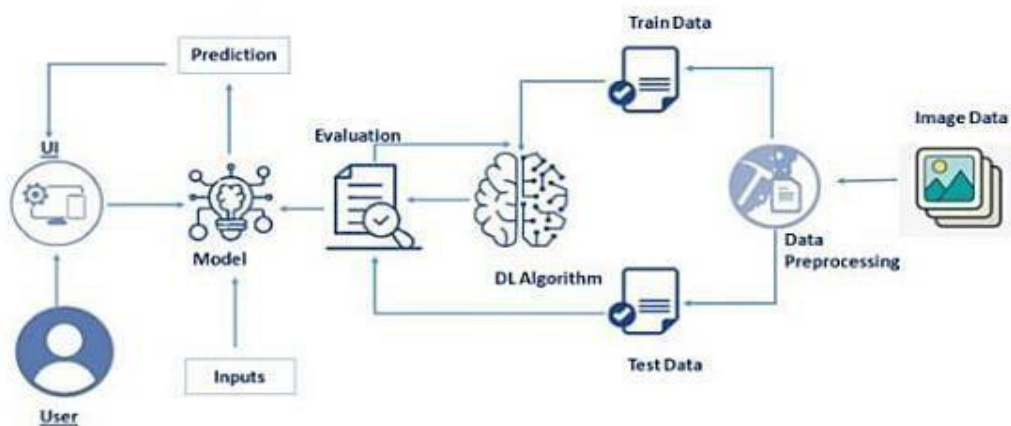 Train Data
Prediction
Image Data
Evaluation
UI
Data
Preprocessing
Model
DL Algorithm
Test Data
Inputs
User